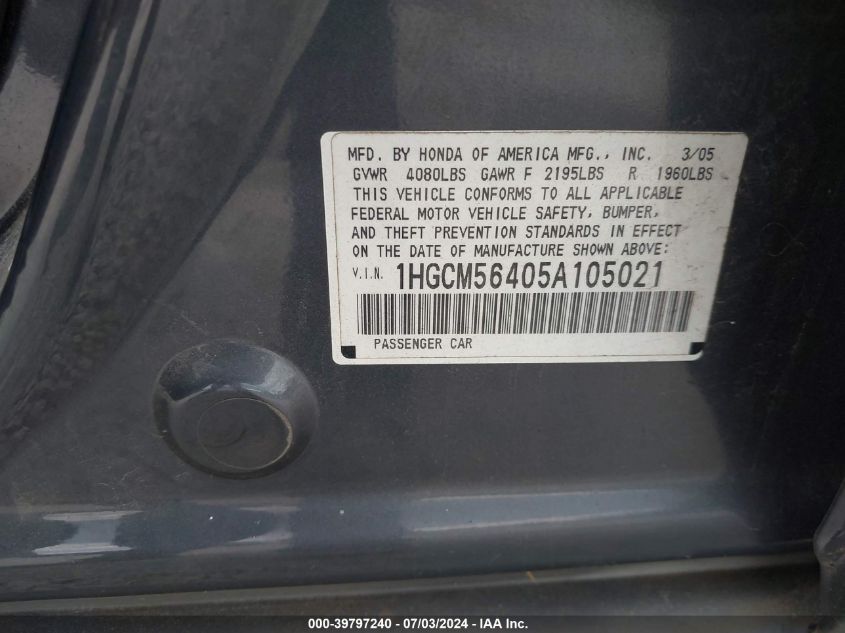 MFD. BY HONDA OF AMERICA MFG., INC. 3/05
GVWR 4080LBS GAWR F 2195LBS R 1960LBS
THIS VEHICLE CONFORMS TO ALL APPLICABLE
FEDERAL MOTOR VEHICLE SAFETY, BUMPER,
AND THEFT PREVENTION STANDARDS IN EFFECT
ON THE DATE OF MANUFACTURE SHOWN ABOVE:
V.I.N. 1HGCM56405A105021
PASSENGER CAR
000-39797240 - 07/03/2024 - IAA Inc.